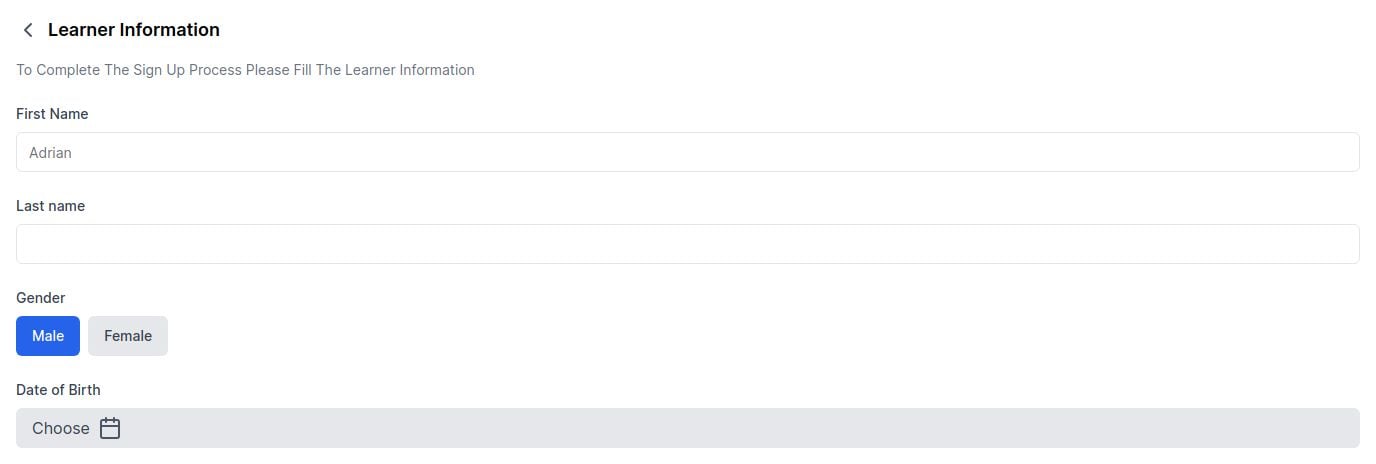 Learner Information
To Complete The Sign Up Process Please Fill The Learner Information
First Name
Adrian
Last name
Gender
Male Female
Date of Birth
Choose